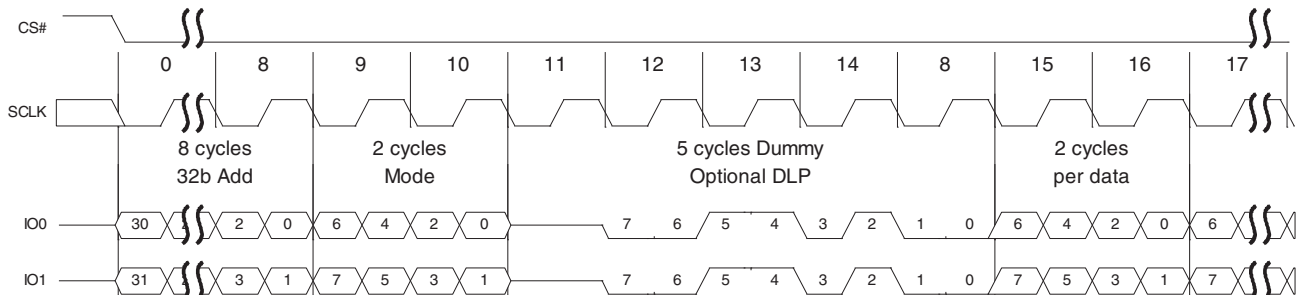 CS#
0 8 9 10 11 12 13 14 8 15 16 17
SCLK
8 cycles 2 cycles 5 cycles Dummy 2 cycles
32b Add Mode Optional DLP per data
IO0 30 2 0 6 4 2 0 7 6 5 4 3 2 1 0 6 4 2 0 6
IO1 31 3 1 7 5 3 1 7 6 5 4 3 2 1 0 7 5 3 1 7